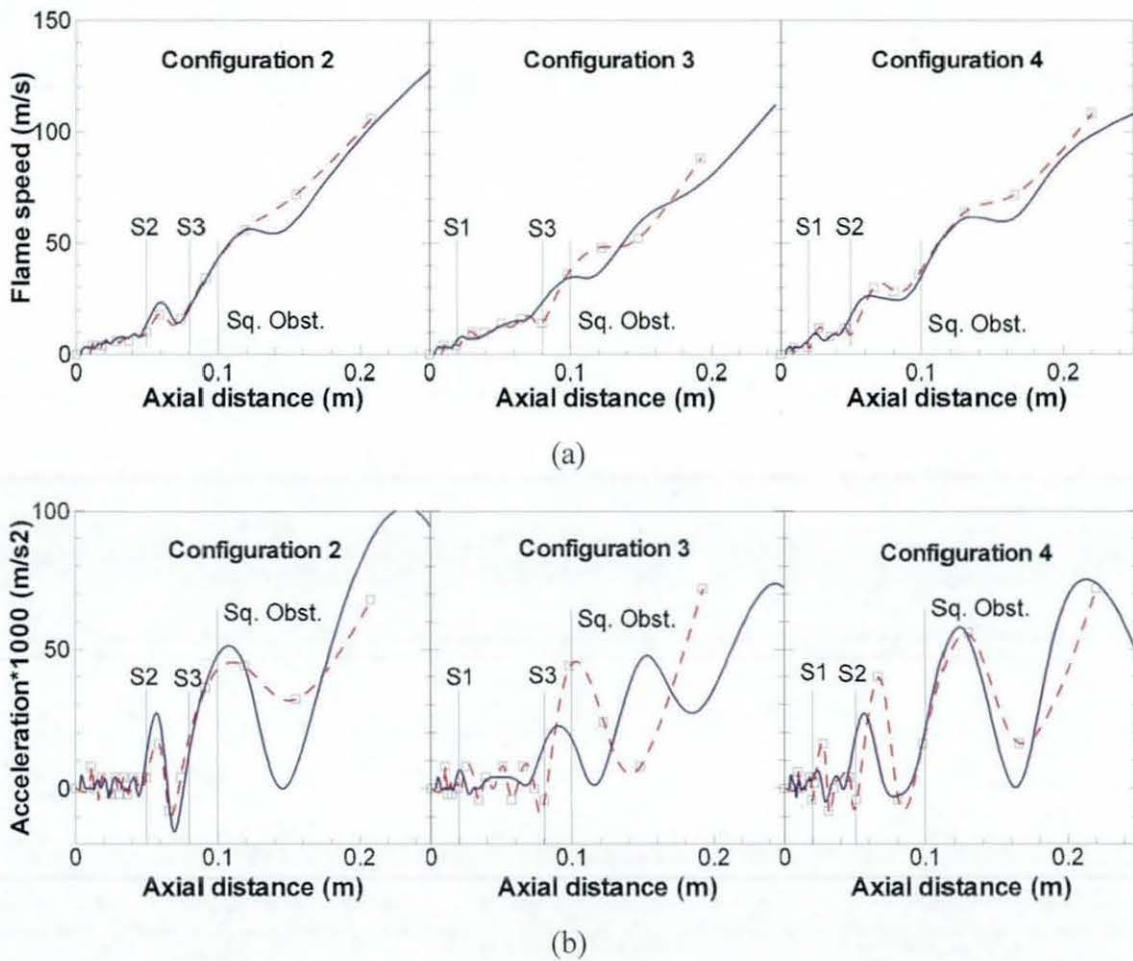 150
100
50
0
Flame speed (m/s)
Configuration 2
S2
S3
Sq. Obst.
0
0.1
0.2
Axial distance (m)
Configuration 3
S1
S3
Sq. Obst.
0
0.1
0.2
Axial distance (m)
Configuration 4
S1
S2
Sq. Obst.
0
0.1
0.2
Axial distance (m)
(a)
100
50
0
Acceleration*1000 (m/s2)
Configuration 2
Sq. Obst.
S2
S3
0
0.1
0.2
Axial distance (m)
Configuration 3
Sq. Obst.
S1
S3
0
0.1
0.2
Axial distance (m)
Configuration 4
Sq. Obst.
S1
S2
0
0.1
0.2
Axial distance (m)
(b)